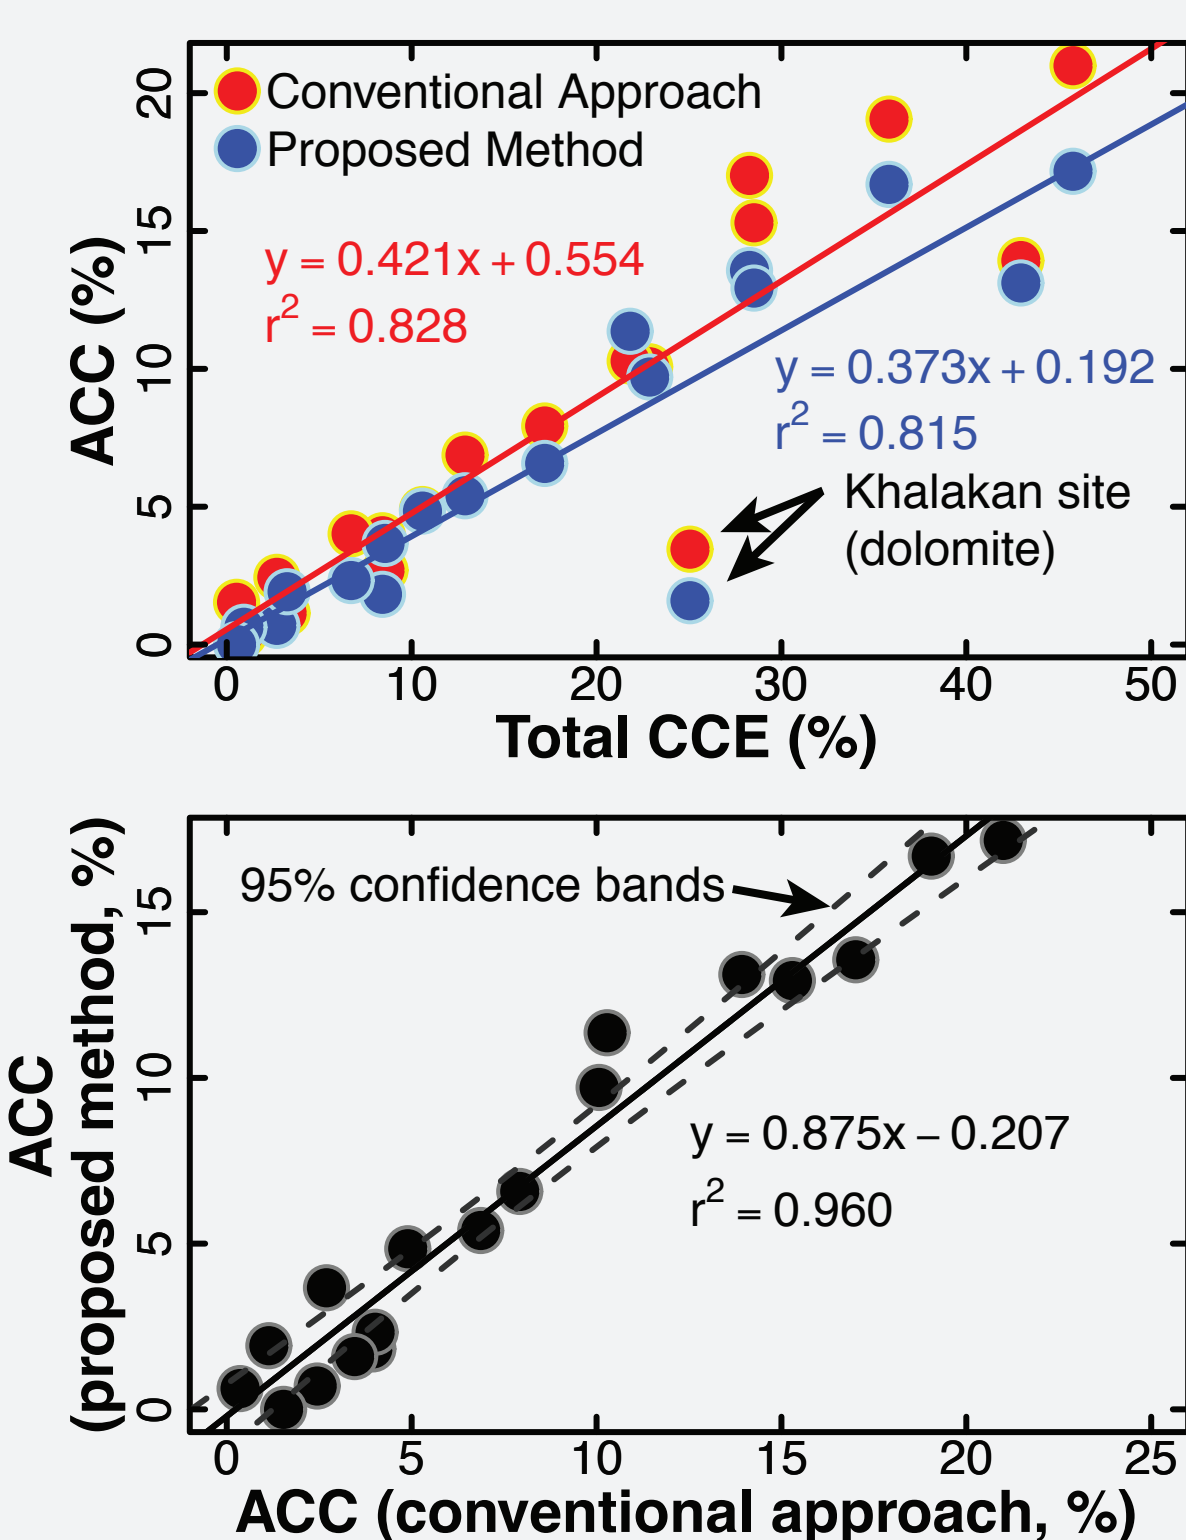 Conventional Approach
Proposed Method
y = 0.421x + 0.554
r² = 0.828
y = 0.373x + 0.192
r² = 0.815
Khalakan site
(dolomite)
ACC (%)
0 5 10 15 20
0 10 20 30 40 50
Total CCE (%)
95% confidence bands
y = 0.875x – 0.207
r² = 0.960
ACC
(proposed method, %)
0 5 10 15
0 5 10 15 20 25
ACC (conventional approach, %)